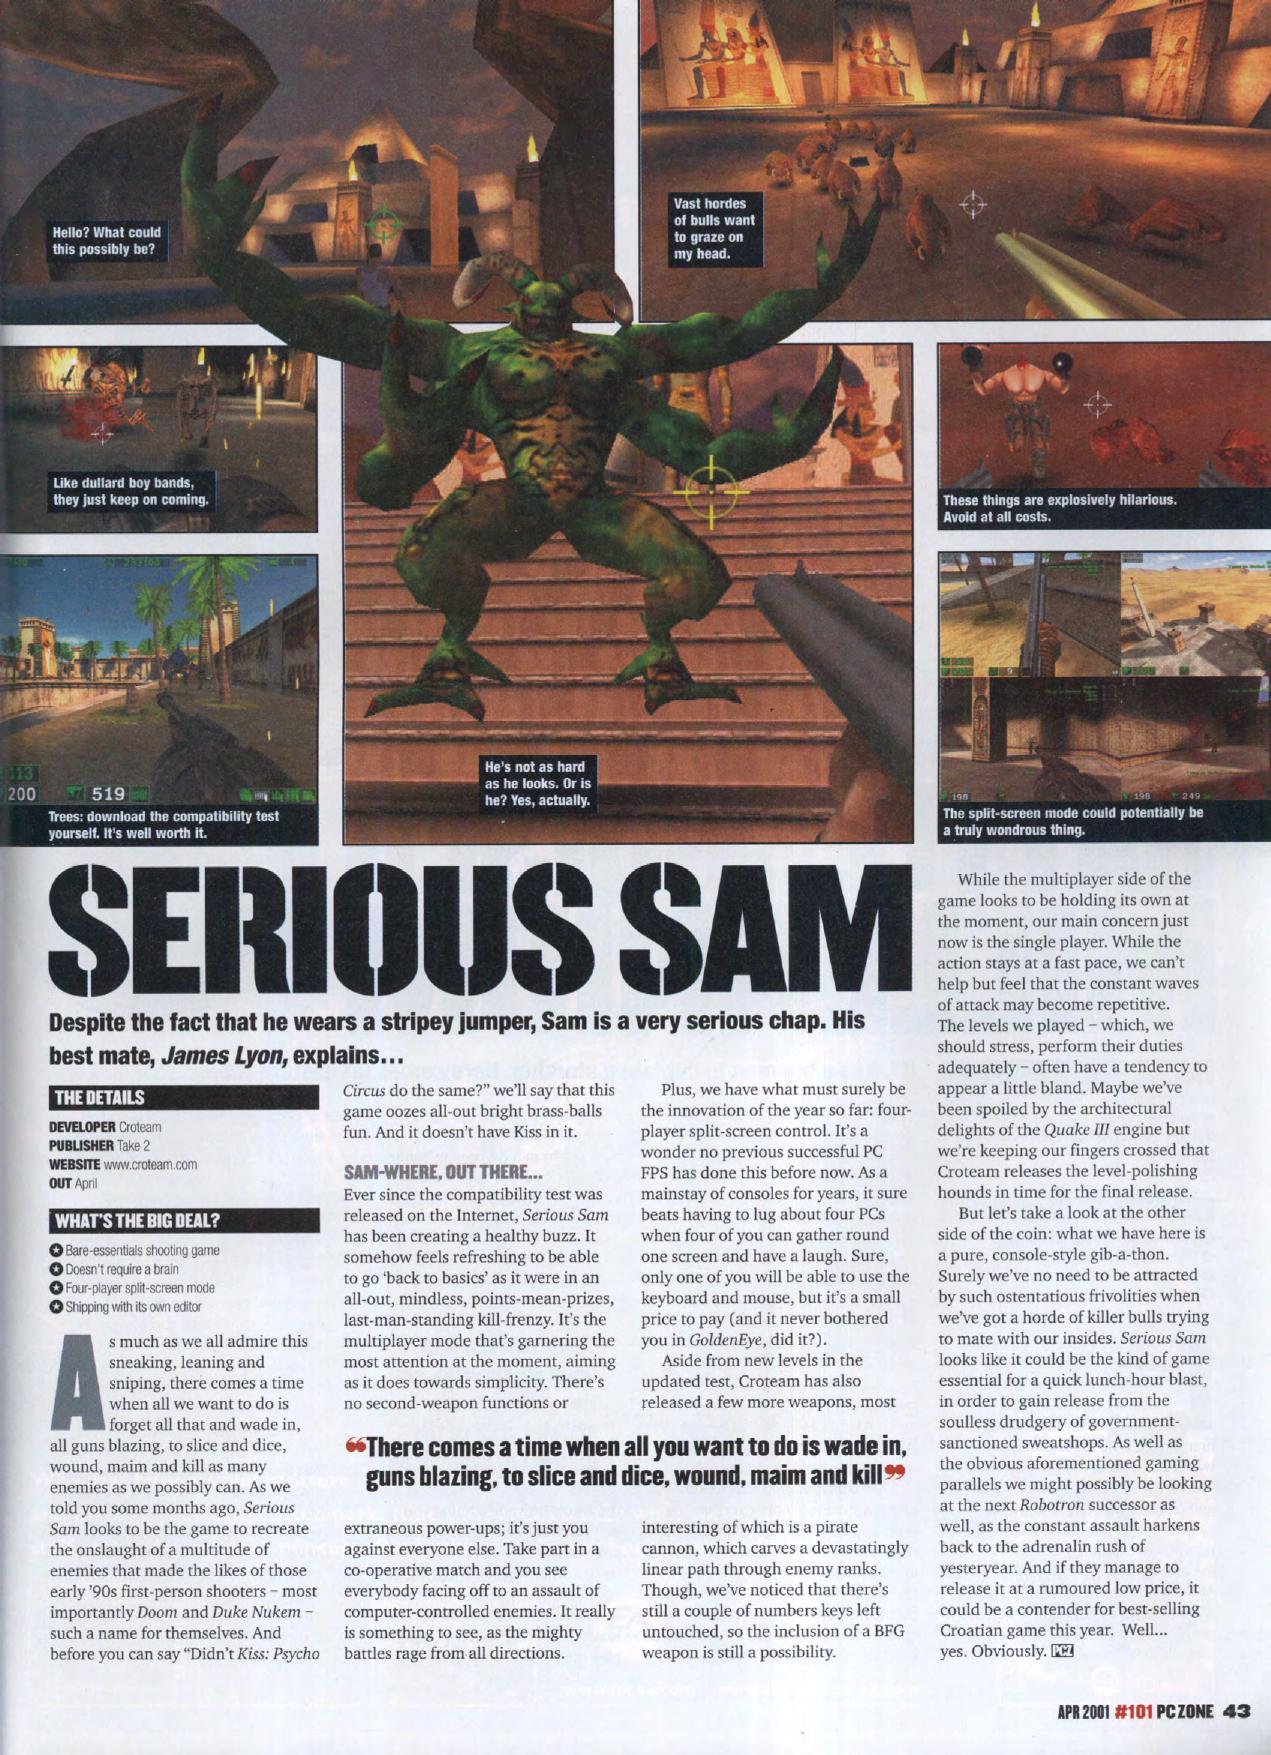 Hello? What could
this possibly be?
Vast hordes
of bulls want
to graze on
my head.
Like dullard boy bands,
they just keep on coming.
These things are explosively hilarious.
Avoid at all costs.
113
200
519
Trees: download the compatibility test
yourself. It's well worth it.
He's not as hard
as he looks. Or is
he? Yes, actually.
198
198
249
The split-screen mode could potentially be
a truly wondrous thing.
SERIOUS SAM
Despite the fact that he wears a stripey jumper, Sam is a very serious chap. His
best mate, James Lyon, explains...
THE DETAILS
DEVELOPER Croteam
PUBLISHER Take 2
WEBSITE www.croteam.com
OUT April
WHAT'S THE BIG DEAL?
Bare-essentials shooting game
Doesn't require a brain
Four-player split-screen mode
Shipping with its own editor
As much as we all admire this
sneaking, leaning and
sniping, there comes a time
when all we want to do is
forget all that and wade in,
all guns blazing, to slice and dice,
wound, maim and kill as many
enemies as we possibly can. As we
told you some months ago, Serious
Sam looks to be the game to recreate
the onslaught of a multitude of
enemies that made the likes of those
early '90s first-person shooters – most
importantly Doom and Duke Nukem –
such a name for themselves. And
before you can say "Didn't Kiss: Psycho
Circus do the same?" we'll say that this
game oozes all-out bright brass-balls
fun. And it doesn't have Kiss in it.
SAM-WHERE, OUT THERE...
Ever since the compatibility test was
released on the Internet, Serious Sam
has been creating a healthy buzz. It
somehow feels refreshing to be able
to go 'back to basics' as it were in an
all-out, mindless, points-mean-prizes,
last-man-standing kill-frenzy. It's the
multiplayer mode that's garnering the
most attention at the moment, aiming
as it does towards simplicity. There's
no second-weapon functions or
extraneous power-ups; it's just you
against everyone else. Take part in a
co-operative match and you see
everybody facing off to an assault of
computer-controlled enemies. It really
is something to see, as the mighty
battles rage from all directions.
Plus, we have what must surely be
the innovation of the year so far: four-
player split-screen control. It's a
wonder no previous successful PC
FPS has done this before now. As a
mainstay of consoles for years, it sure
beats having to lug about four PCs
when four of you can gather round
one screen and have a laugh. Sure,
only one of you will be able to use the
keyboard and mouse, but it's a small
price to pay (and it never bothered
you in GoldenEye, did it?).
Aside from new levels in the
updated test, Croteam has also
released a few more weapons, most
interesting of which is a pirate
cannon, which carves a devastatingly
linear path through enemy ranks.
Though, we've noticed that there's
still a couple of numbers keys left
untouched, so the inclusion of a BFG
weapon is still a possibility.
“There comes a time when all you want to do is wade in,
guns blazing, to slice and dice, wound, maim and kill”
While the multiplayer side of the
game looks to be holding its own at
the moment, our main concern just
now is the single player. While the
action stays at a fast pace, we can't
help but feel that the constant waves
of attack may become repetitive.
The levels we played – which, we
should stress, perform their duties
adequately – often have a tendency to
appear a little bland. Maybe we've
been spoiled by the architectural
delights of the Quake III engine but
we're keeping our fingers crossed that
Croteam releases the level-polishing
hounds in time for the final release.
But let's take a look at the other
side of the coin: what we have here is
a pure, console-style gib-a-thon.
Surely we've no need to be attracted
by such ostentatious frivolities when
we've got a horde of killer bulls trying
to mate with our insides. Serious Sam
looks like it could be the kind of game
essential for a quick lunch-hour blast,
in order to gain release from the
soulless drudgery of government-
sanctioned sweatshops. As well as
the obvious aforementioned gaming
parallels we might possibly be looking
at the next Robotron successor as
well, as the constant assault harkens
back to the adrenalin rush of
yesteryear. And if they manage to
release it at a rumoured low price, it
could be a contender for best-selling
Croatian game this year. Well...
yes. Obviously.
APR 2001 #101 PC ZONE 43